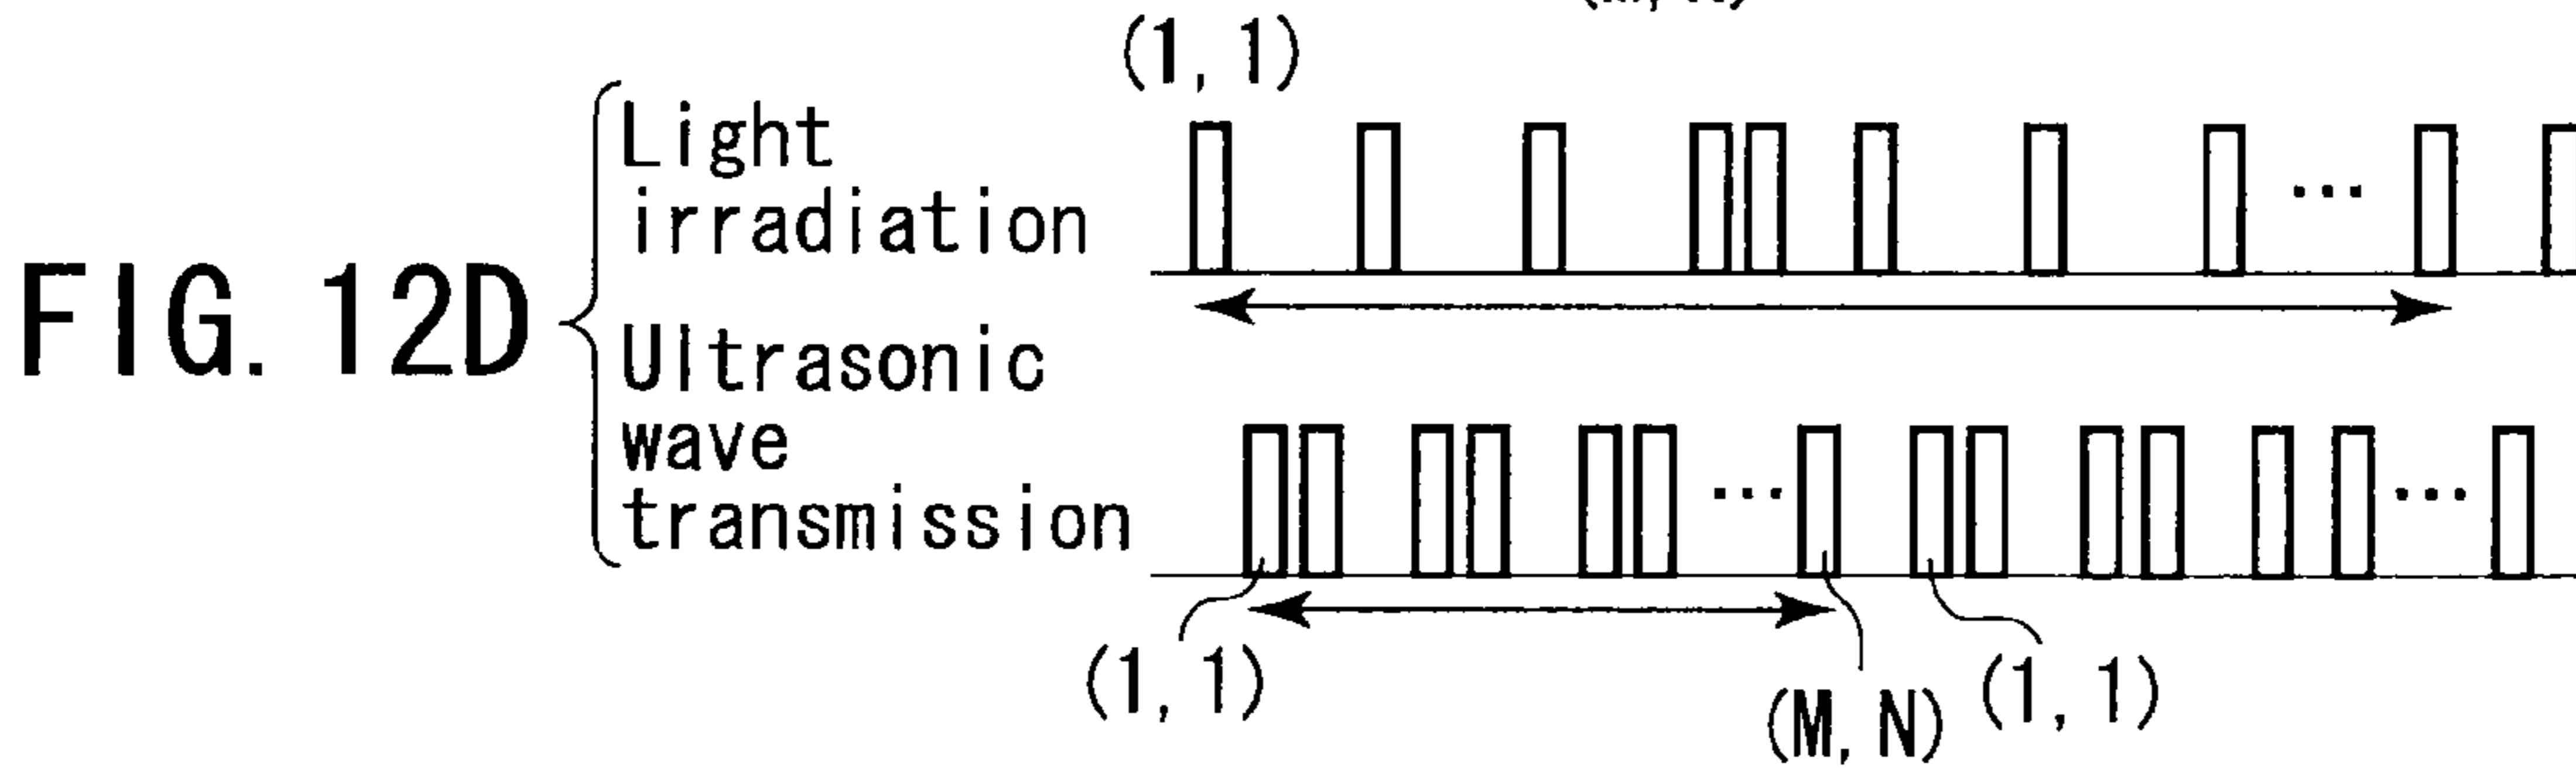 (1, 1)
Light
irradiation
FIG. 12D
Ultrasonic
wave
transmission
...
...
...
(1, 1)
(M, N)
(1, 1)